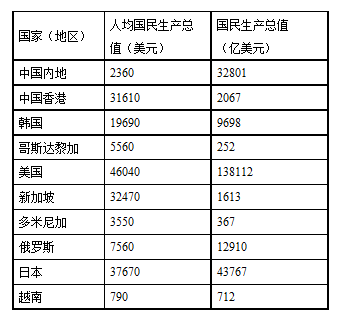 国家（地区） 人均国民生产总值（美元） 国民生产总值（亿美元）
中国内地 2360 32801
中国香港 31610 2067
韩国 19690 9698
哥斯达黎加 5560 252
美国 46040 138112
新加坡 32470 1613
多米尼加 3550 367
俄罗斯 7560 12910
日本 37670 43767
越南 790 712